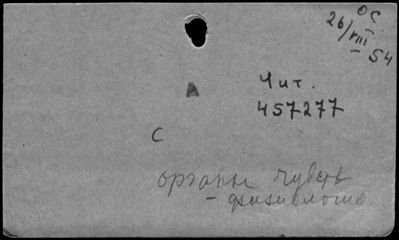 ОС
26/VIII 54
А
Чит.
457277
С
органы чувств
- физиология